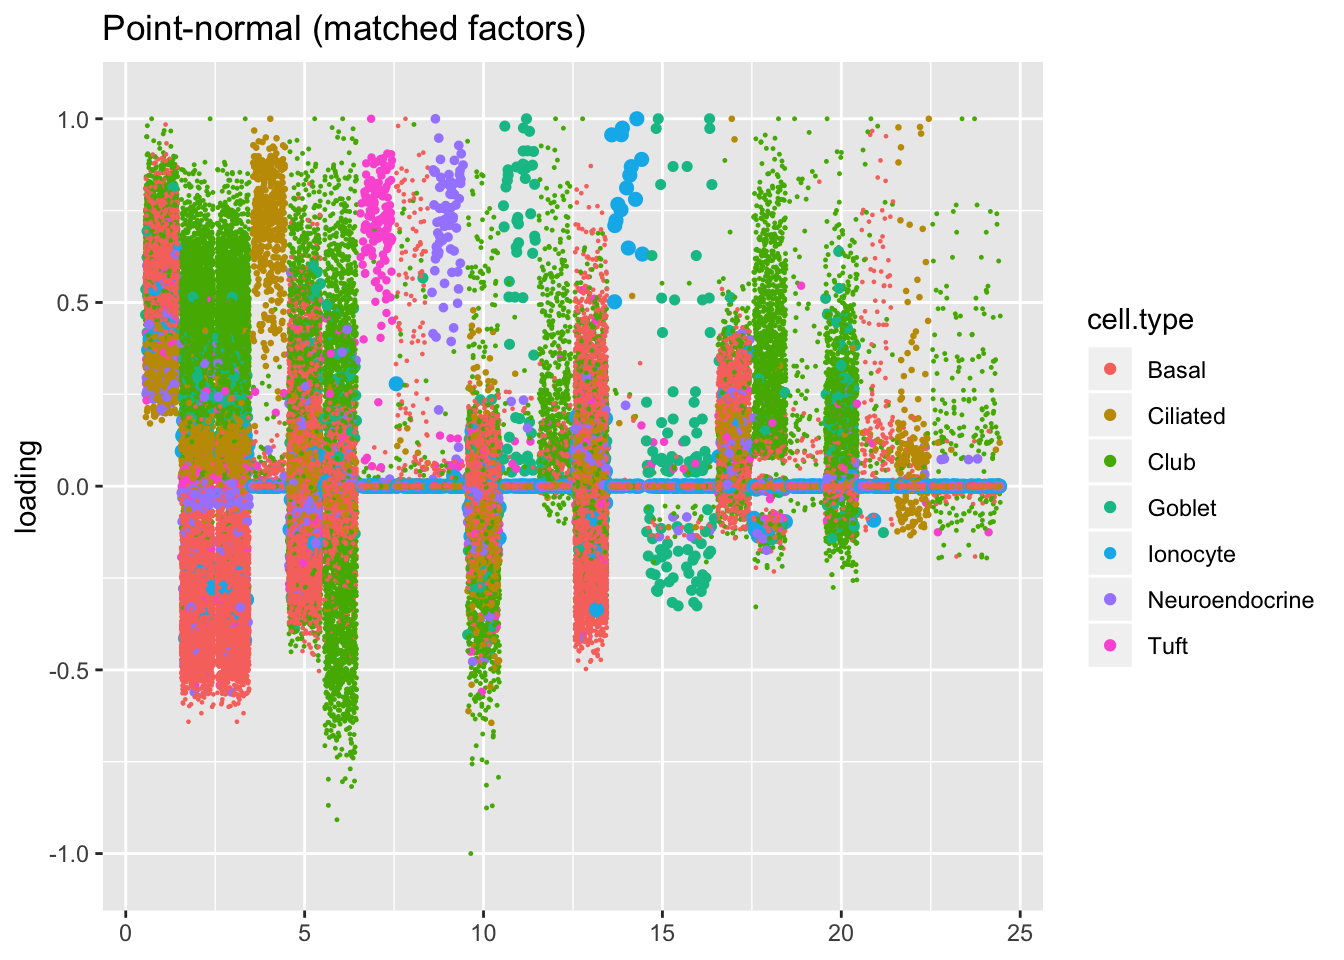 Point-normal (matched factors)
loading
1.0
0.5
0.0
-0.5
-1.0
0 5 10 15 20 25
cell.type
Basal
Ciliated
Club
Goblet
Ionocyte
Neuroendocrine
Tuft